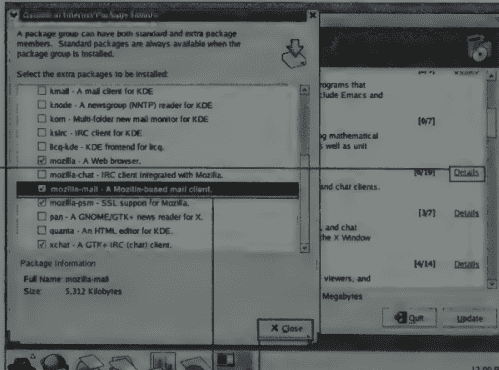 A package group can have both standard and extra package
members. Standard packages are always available when the
package group is installed.
Select the extra packages to be installed:
kmail - A mail client for KDE
knode - A newsgroup (NNTP) reader for KDE
korn - Multi-folder new mail monitor for KDE
ksirc - IRC client for KDE
licq-kde - KDE frontend for licq.
mozilla - A Web browser.
mozilla-chat - IRC client integrated with Mozilla.
mozilla-mail - A Mozilla-based mail client.
mozilla-psm - SSL support for Mozilla.
pan - A GNOME/GTK+ news reader for X.
quanta - An HTML editor for KDE.
xchat - A GTK+ IRC (chat) client.
Package Information
Full Name: mozilla-mail
Size: 5,312 Kilobytes
Close
programs that
include Emacs and
[0/7]
ng mathematical
s well as unit
Details
and chat clients.
[3/7] Details
, and chat
the X Window
[4/14] Details
viewers, and
Megabytes
Quit Update